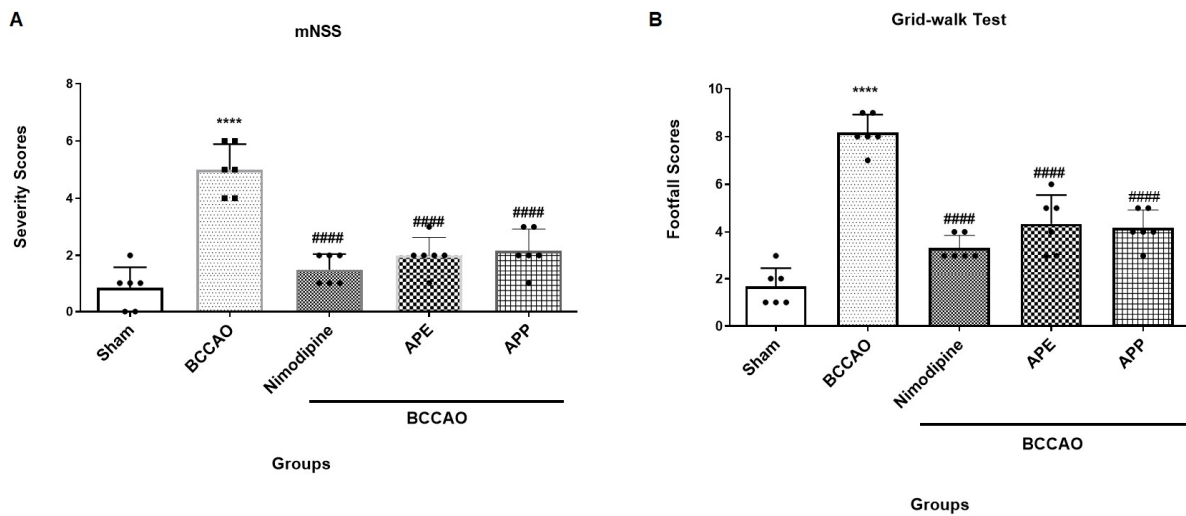 A
mNSS
Severity Scores
8
6
4
2
0
****
####
####
####
Sham
BCCAO
Nimodipine
APE
APP
BCCAO
Groups
B
Grid-walk Test
Footfall Scores
10
8
6
4
2
0
****
####
####
####
Sham
BCCAO
Nimodipine
APE
APP
BCCAO
Groups